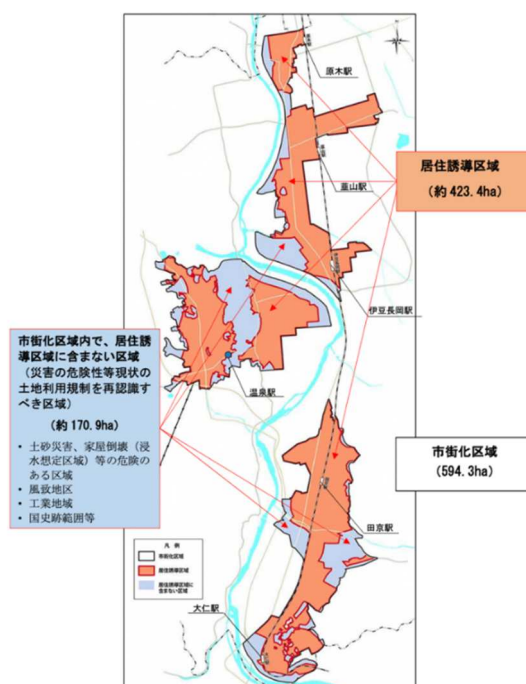 原木駅
韮山駅
居住誘導区域
(約 423.4ha)
伊豆長岡駅
市街化区域内で、居住誘
導区域に含まない区域
(災害の危険性等現状の
土地利用規制を再認識す
べき区域)
(約 170.9ha)
• 土砂災害、家屋倒壊(浸
水想定区域)等の危険の
ある区域
• 風致地区
• 工業地域
• 国史跡範囲等
温泉駅
市街化区域
(594.3ha)
田京駅
凡 例
市街化区域
居住誘導区域
居住誘導区域に
含まない区域
大仁駅